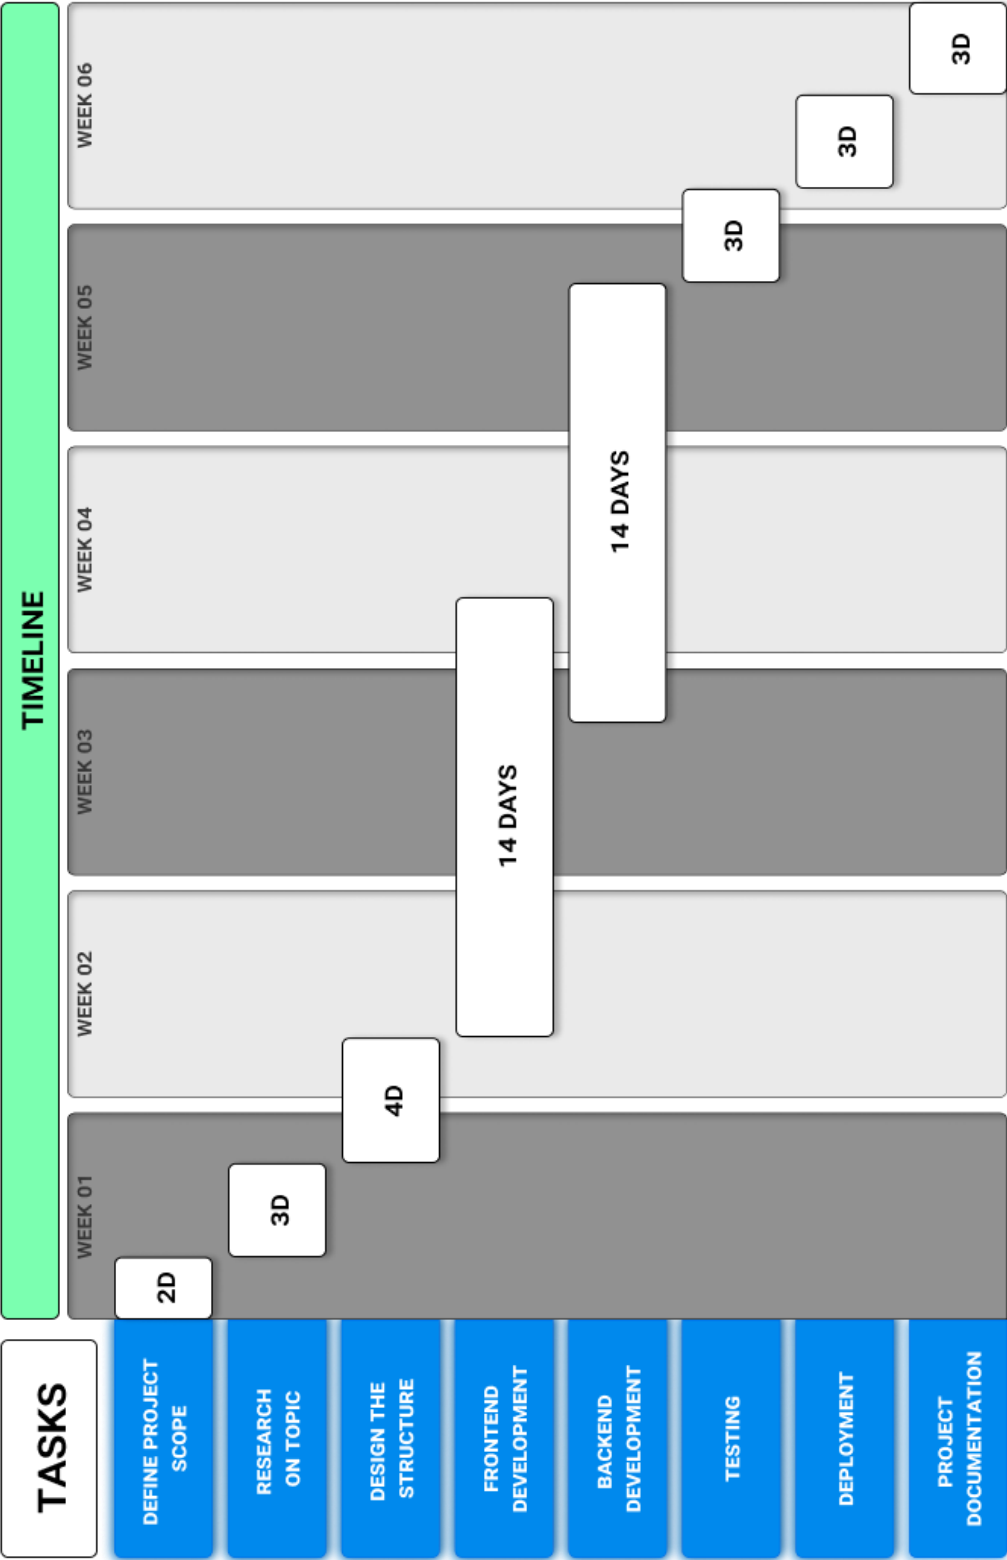 TASKS
TIMELINE
WEEK 01
WEEK 02
WEEK 03
WEEK 04
WEEK 05
WEEK 06
DEFINE PROJECT
SCOPE
2D
RESEARCH
ON TOPIC
3D
DESIGN THE
STRUCTURE
4D
FRONTEND
DEVELOPMENT
14 DAYS
BACKEND
DEVELOPMENT
14 DAYS
TESTING
3D
DEPLOYMENT
3D
PROJECT
DOCUMENTATION
3D